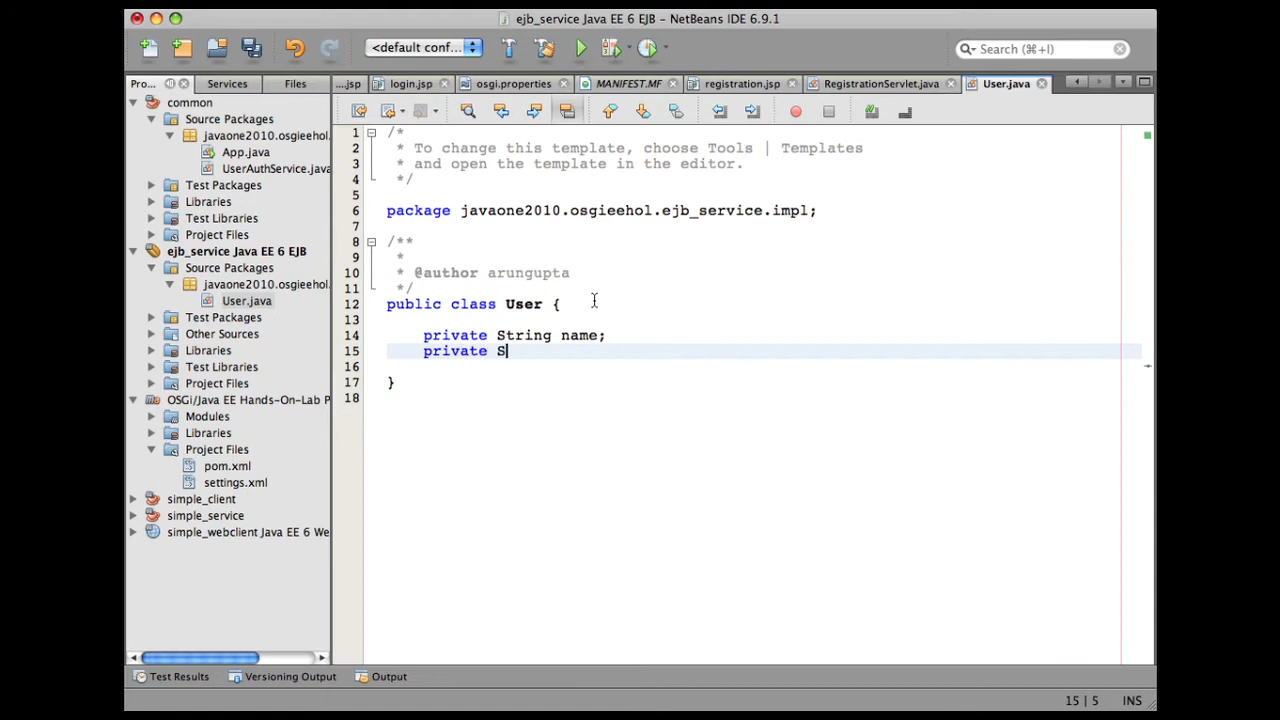 ejb_service Java EE 6 EJB - NetBeans IDE 6.9.1
<default conf...
Search (⌘+I)
Pro...
Services
Files
...jsp
login.jsp
osgi.properties
MANIFEST.MF
registration.jsp
RegistrationServlet.java
User.java
common
Source Packages
javaone2010.osgieehol.
App.java
UserAuthService.java
Test Packages
Libraries
Test Libraries
Project Files
ejb_service Java EE 6 EJB
Source Packages
javaone2010.osgieehol.
User.java
Test Packages
Other Sources
Libraries
Test Libraries
Project Files
OSGi/Java EE Hands-On-Lab P
Modules
Libraries
Project Files
pom.xml
settings.xml
simple_client
simple_service
simple_webclient Java EE 6 We
1 /*
2 * To change this template, choose Tools | Templates
3 * and open the template in the editor.
4 */
5
6 package javaone2010.osgieehol.ejb_service.impl;
7
8 /**
9 *
10 * @author arungupta
11 */
12 public class User {
13
14 private String name;
15 private S
16
17 }
18
Test Results
Versioning Output
Output
15 | 5
INS